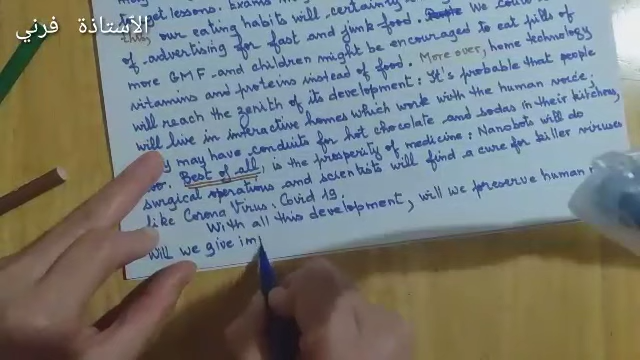 الأستاذة فرني
get lessons. Exams
this, our eating habits will certainly We could
of advertising for fast and junk food.
more GMF and children might be encouraged to eat pills of
vitamins and proteins instead of food. More over, home technology
will reach the zenith of its development: It's probable that people
will live in interactive homes which work with the human voice;
may have conduits for hot chocolate and sodas in their kitchens,
too. Best of all, is the prosperity of medicine: Nanobots will do
surgical operations and scientists will find a cure for killer viruses
like Corona Virus: Covid 19.
With all this development, will we preserve human
Will we give im